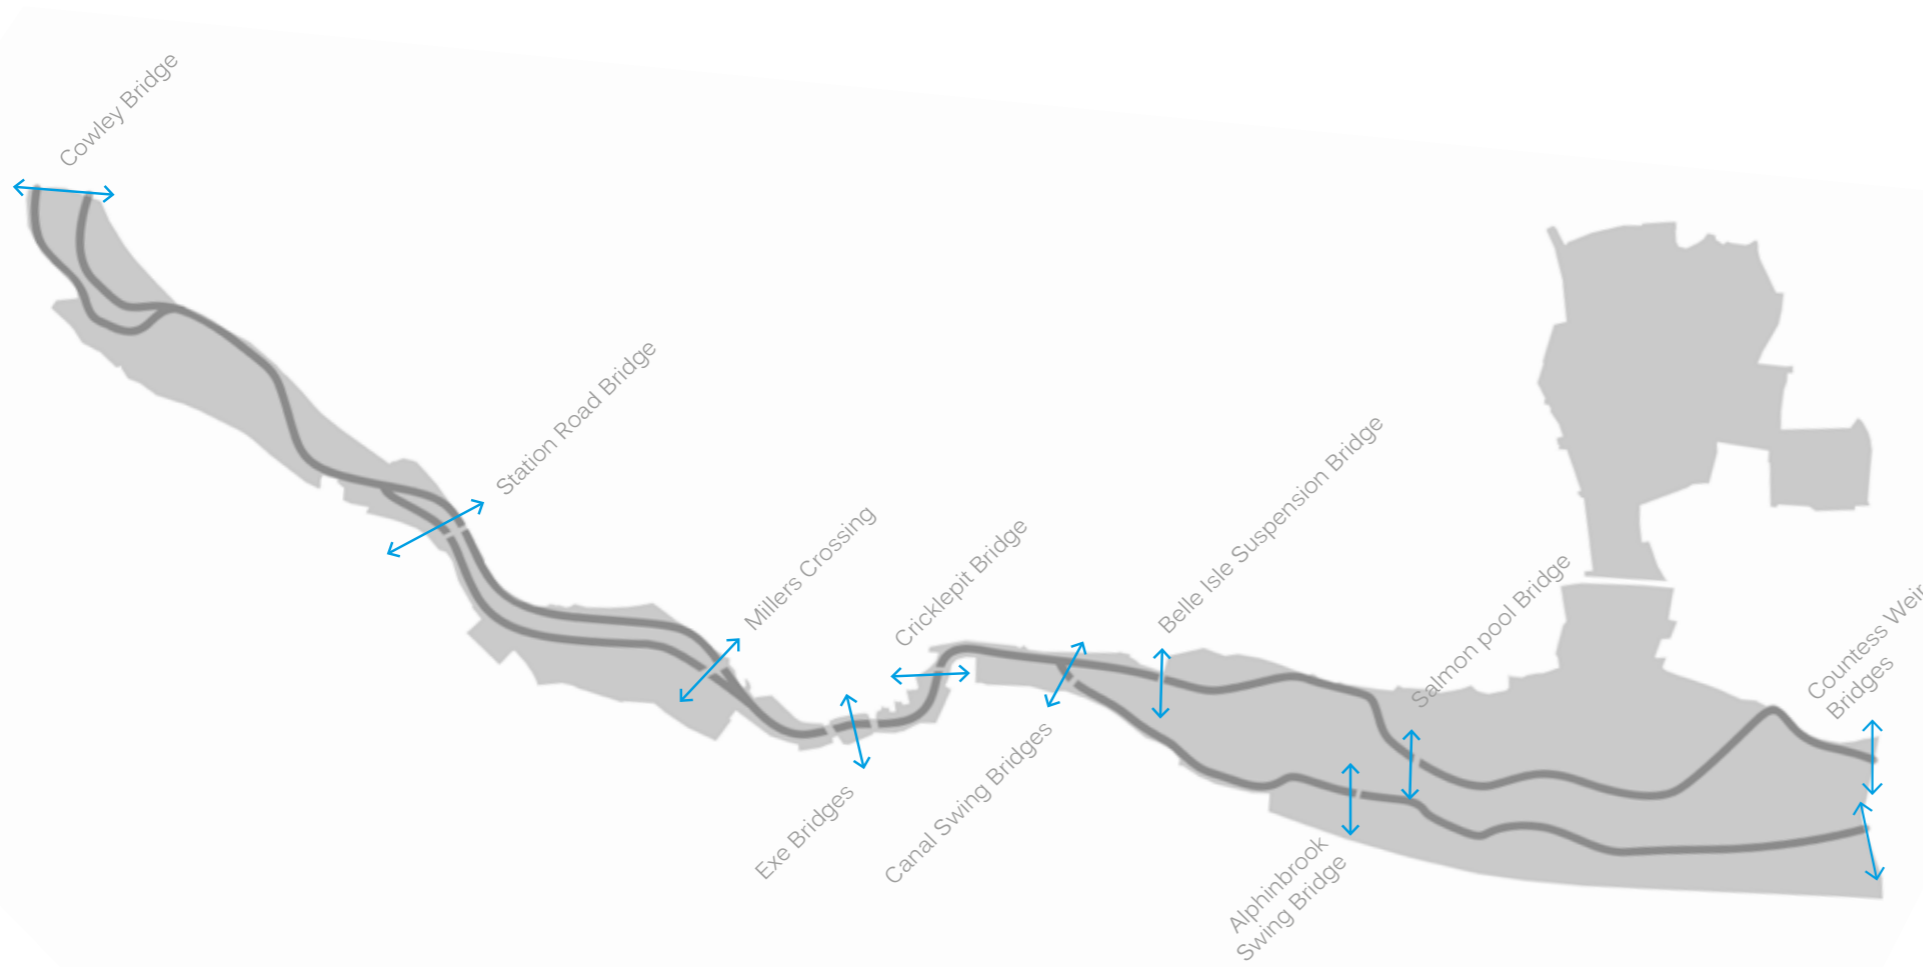 Cowley Bridge
Station Road Bridge
Millers Crossing
Exe Bridges
Cricklepit Bridge
Canal Swing Bridges
Belle Isle Suspension Bridge
Alphinbrook
Swing Bridge
Salmon pool Bridge
Countess Weir
Bridges